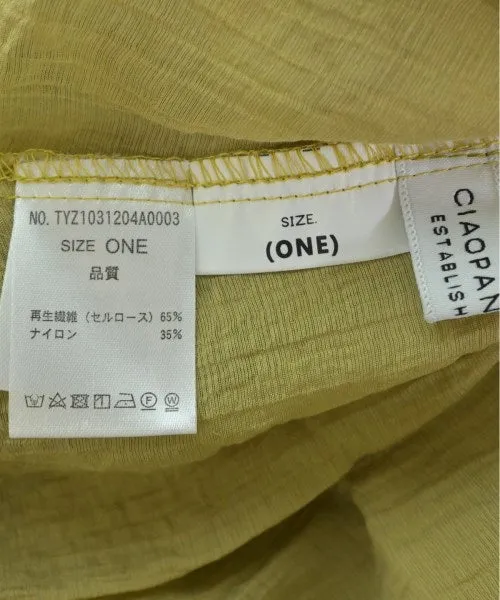 NO. TYZ1031204A0003
SIZE ONE
品質
再生繊維（セルロース）65%
ナイロン 35%
SIZE.
(ONE)
CIAOPAN
ESTABLISH